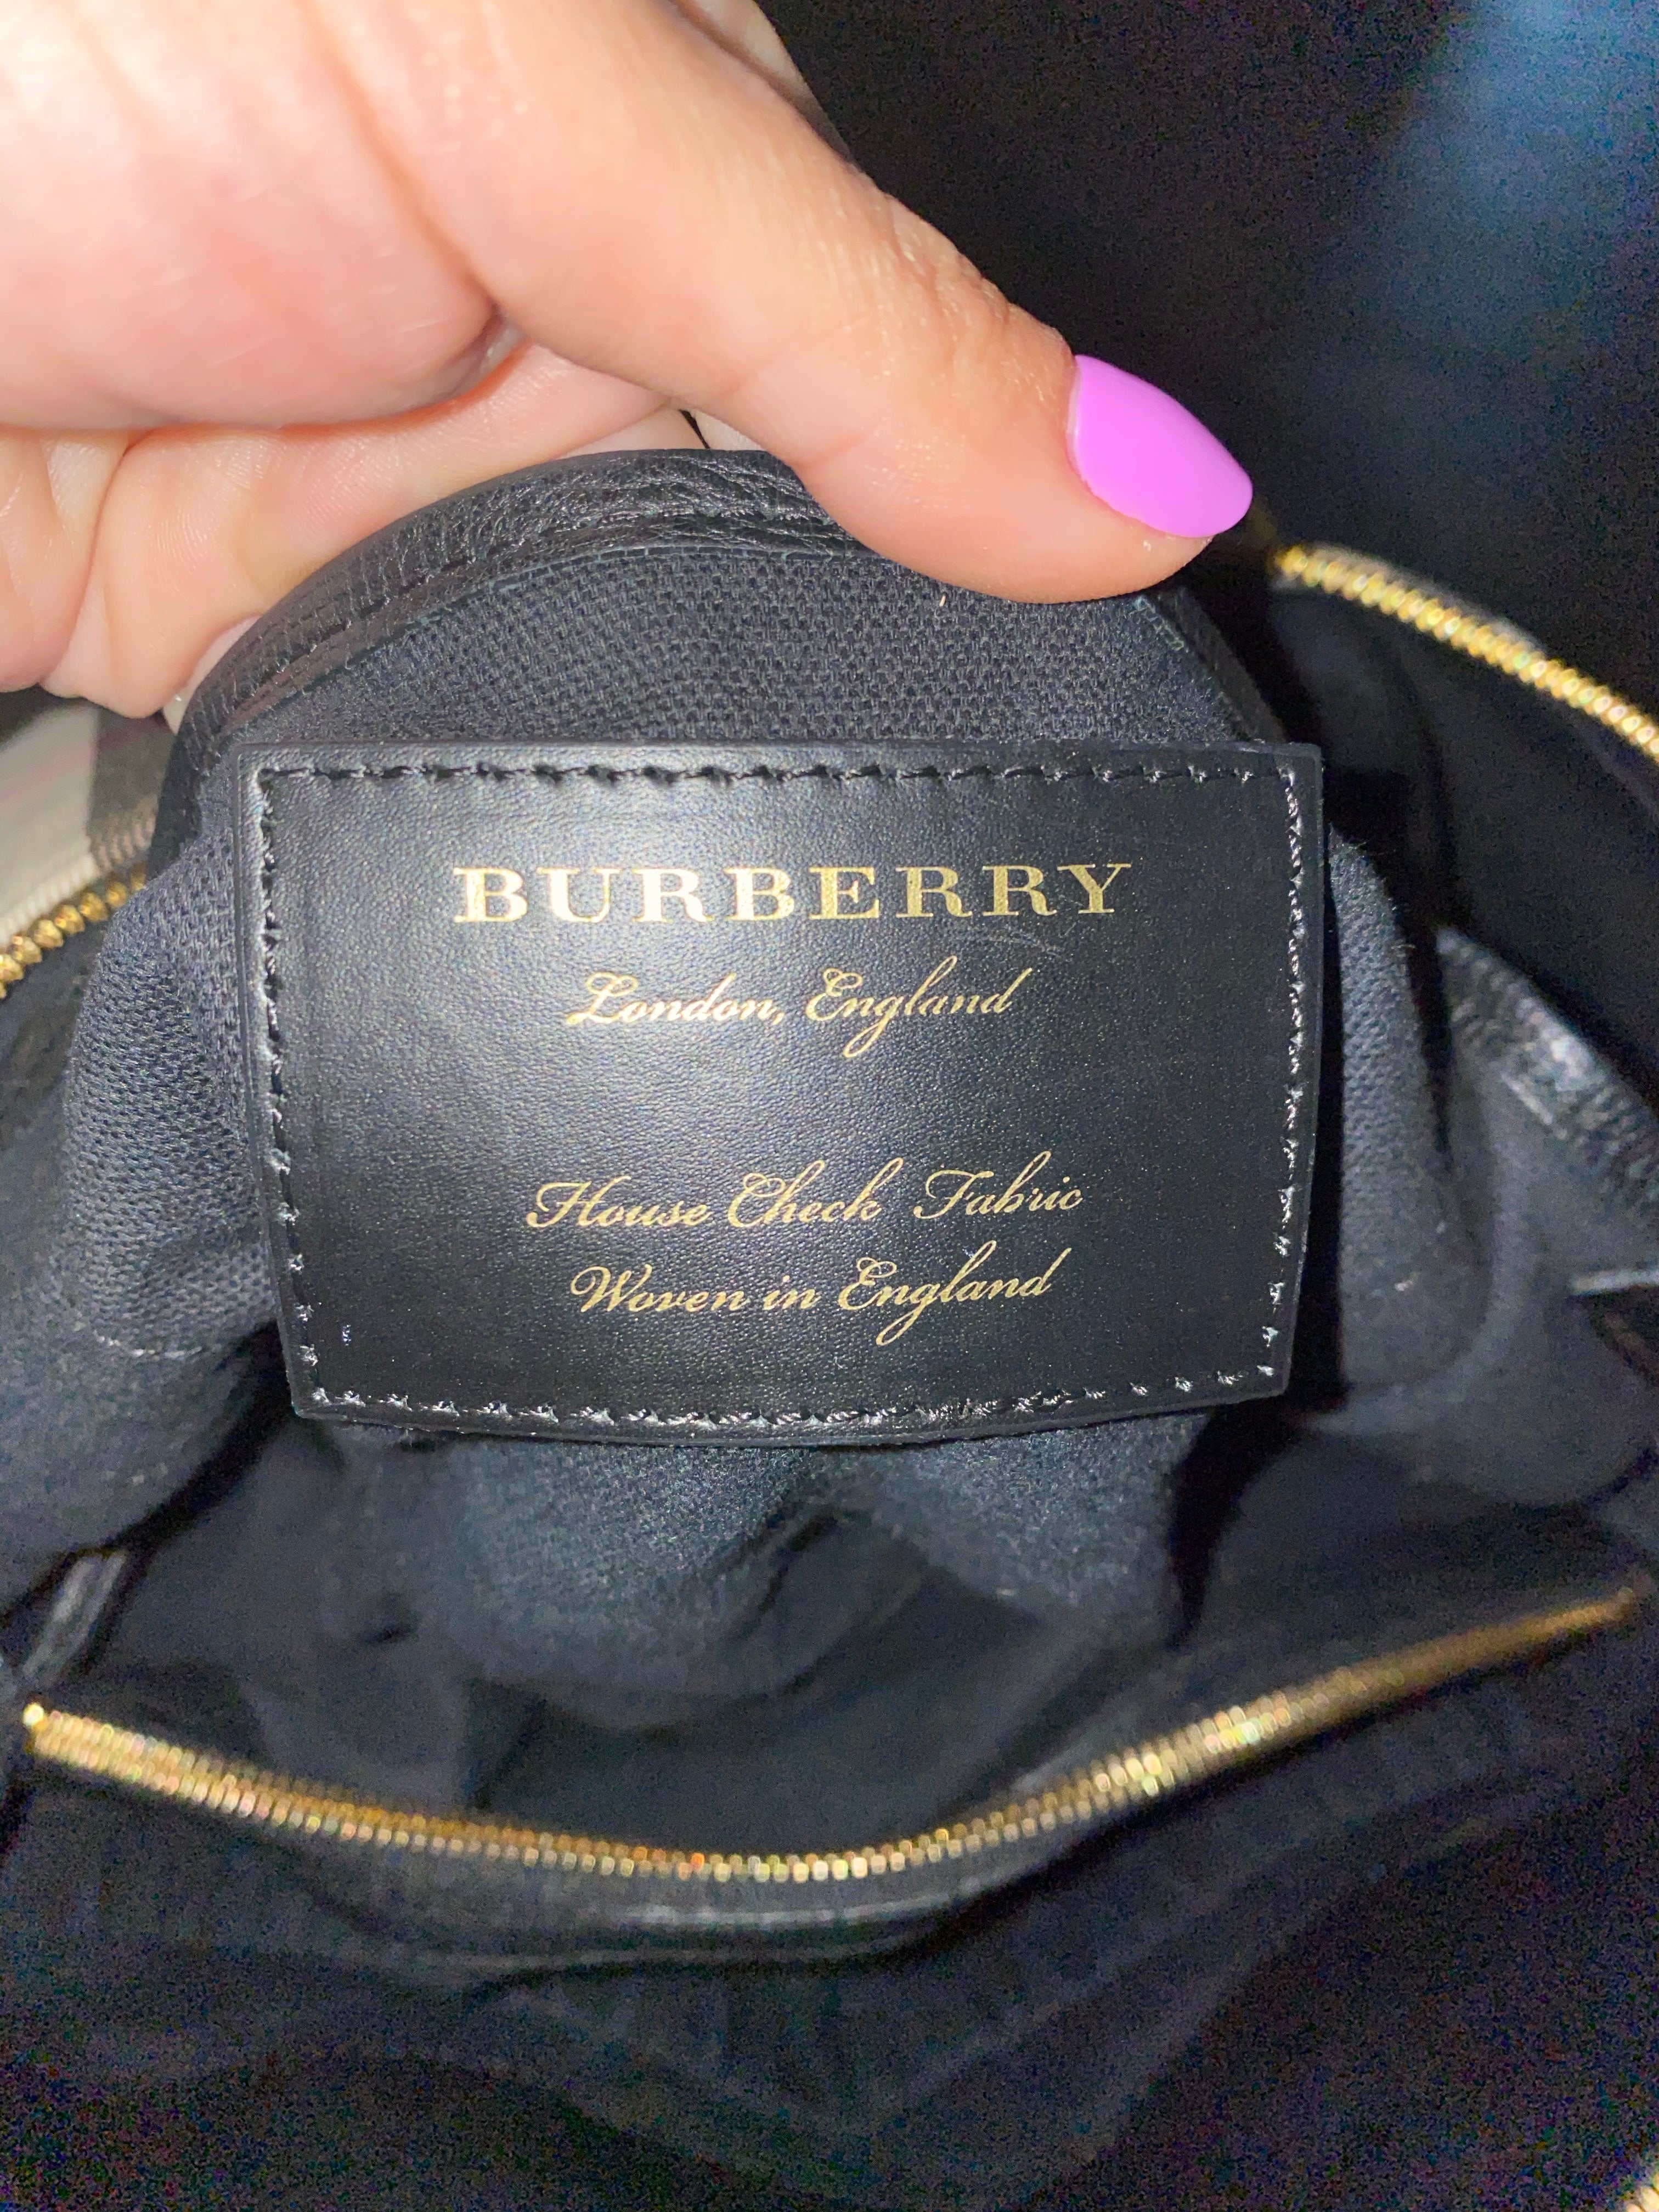 BURBERRY
London, England
House Check Fabric
Woven in England